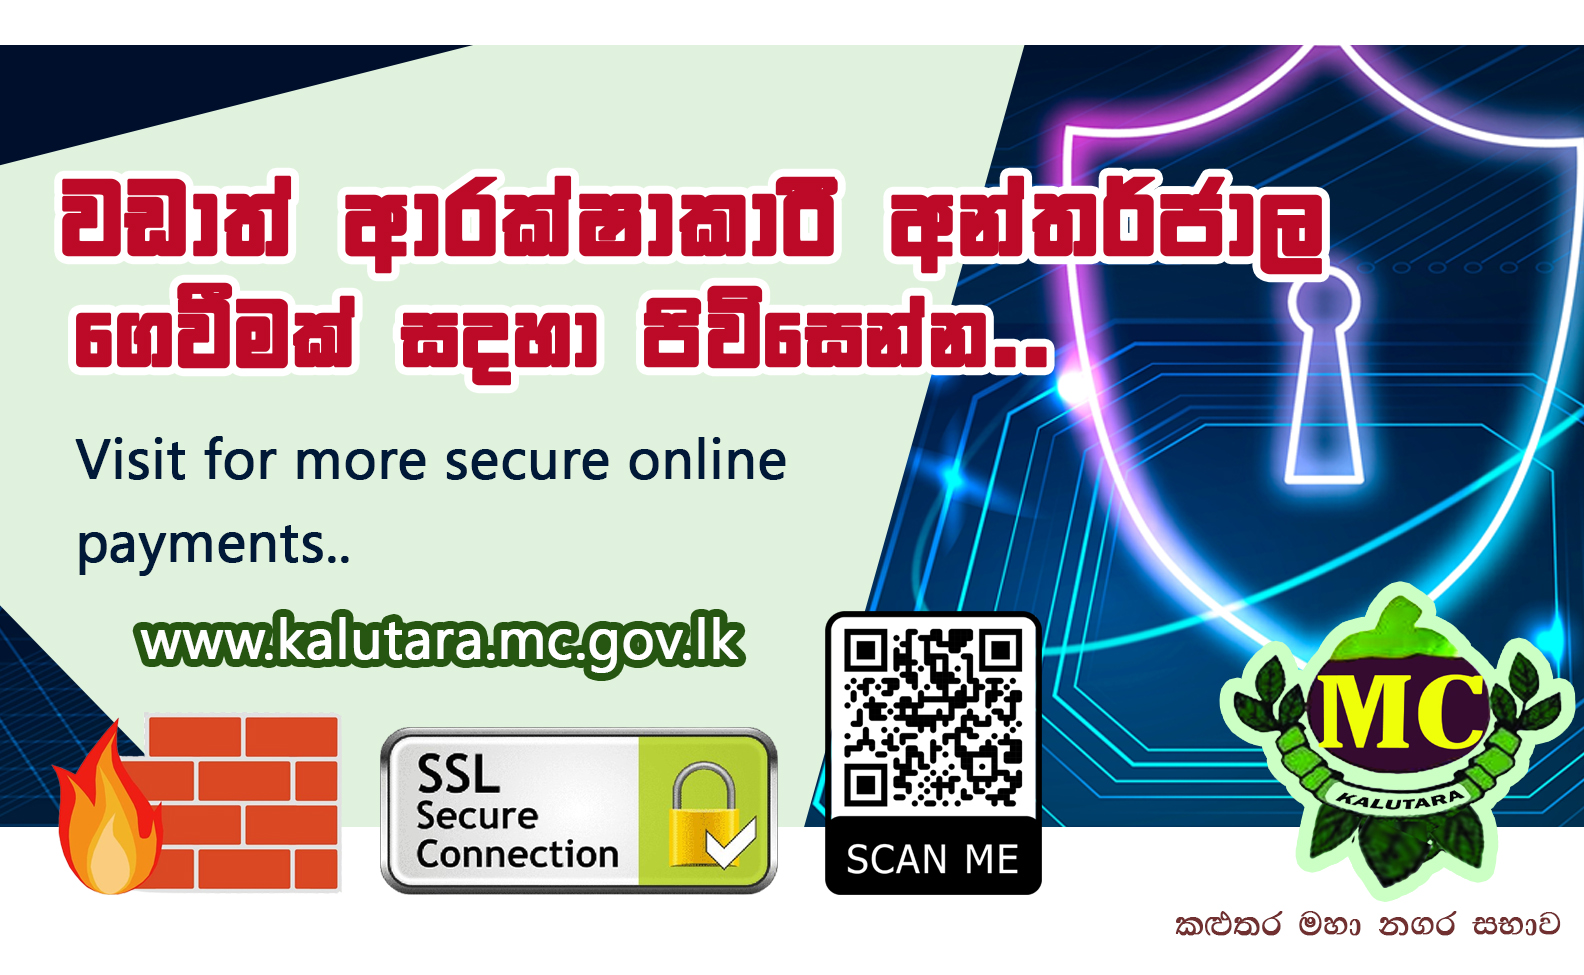 වඩාත් ආරක්ෂාකාරී අන්තර්ජාල
ගෙවීමක් සදහා පිවිසෙන්න..
Visit for more secure online
payments..
www.kalutara.mc.gov.lk
SSL
Secure
Connection
SCAN ME
MC
KALUTARA
කළුතර මහා නගර සභාව